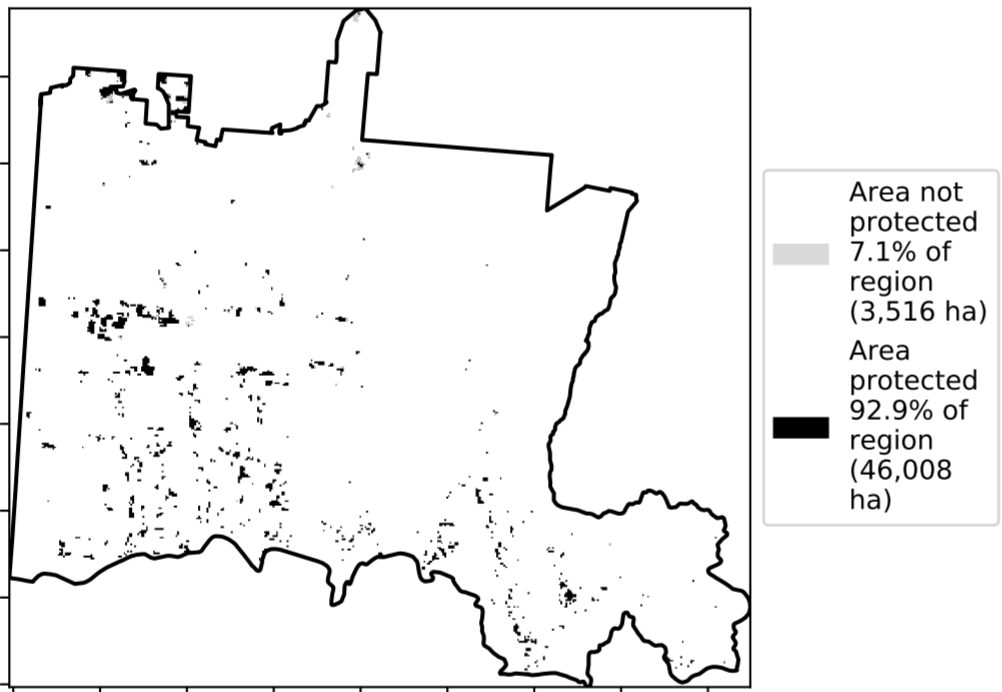 Area not
protected
7.1% of
region
(3,516 ha)
Area
protected
92.9% of
region
(46,008
ha)